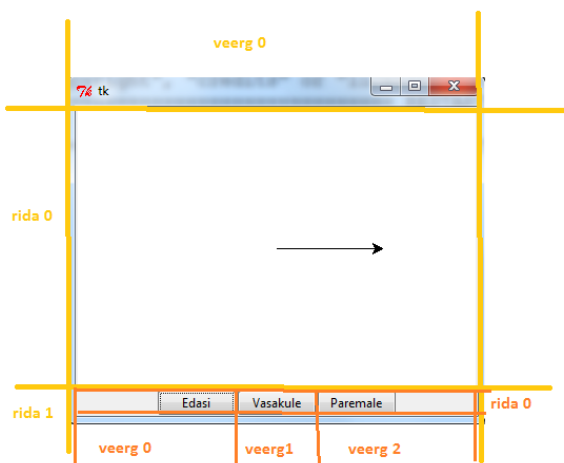 veerg 0
tk
rida 0
Edasi Vasakule Paremale
rida 0
rida 1
veerg 0 veerg1 veerg 2